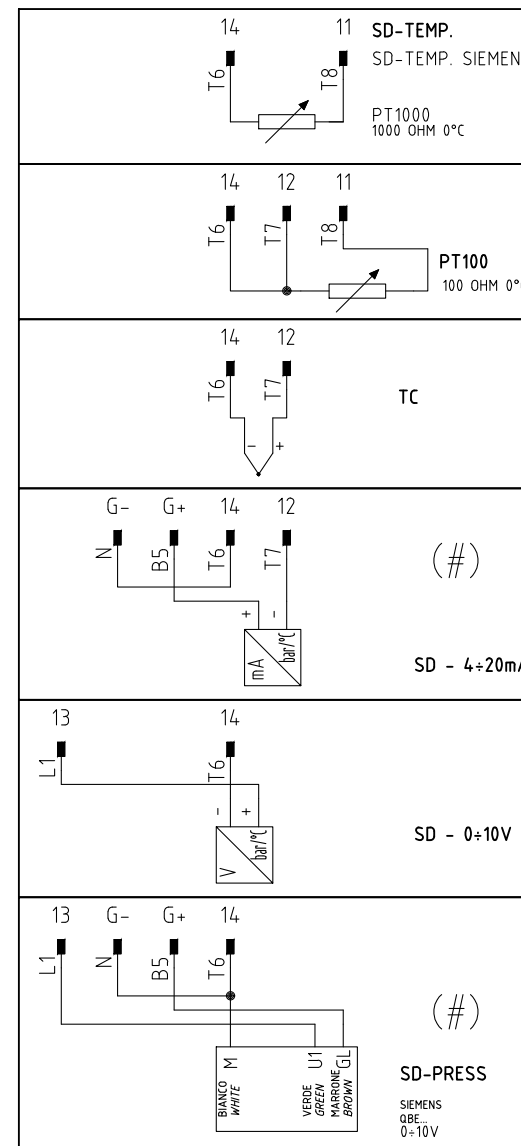 14 11 SD-TEMP.
SD-TEMP. SIEMEN
T6 T8
PT1000
1000 OHM 0°C
14 12 11
T6 T7 T8
PT100
100 OHM 0°
14 12
T6 T7
TC
- +
G- G+ 14 12
N B5 T6 T7
(#)
+ -
mA bar/°C
SD - 4÷20mA
13 14
L1 T6
- +
V bar/°C
SD - 0÷10V
13 G- G+ 14
L1 N B5 T6
(#)
M U1 GL
BIANCO VERDE MARRONE
WHITE GREEN BROWN
SD-PRESS
SIEMENS
QBE...
0÷10V